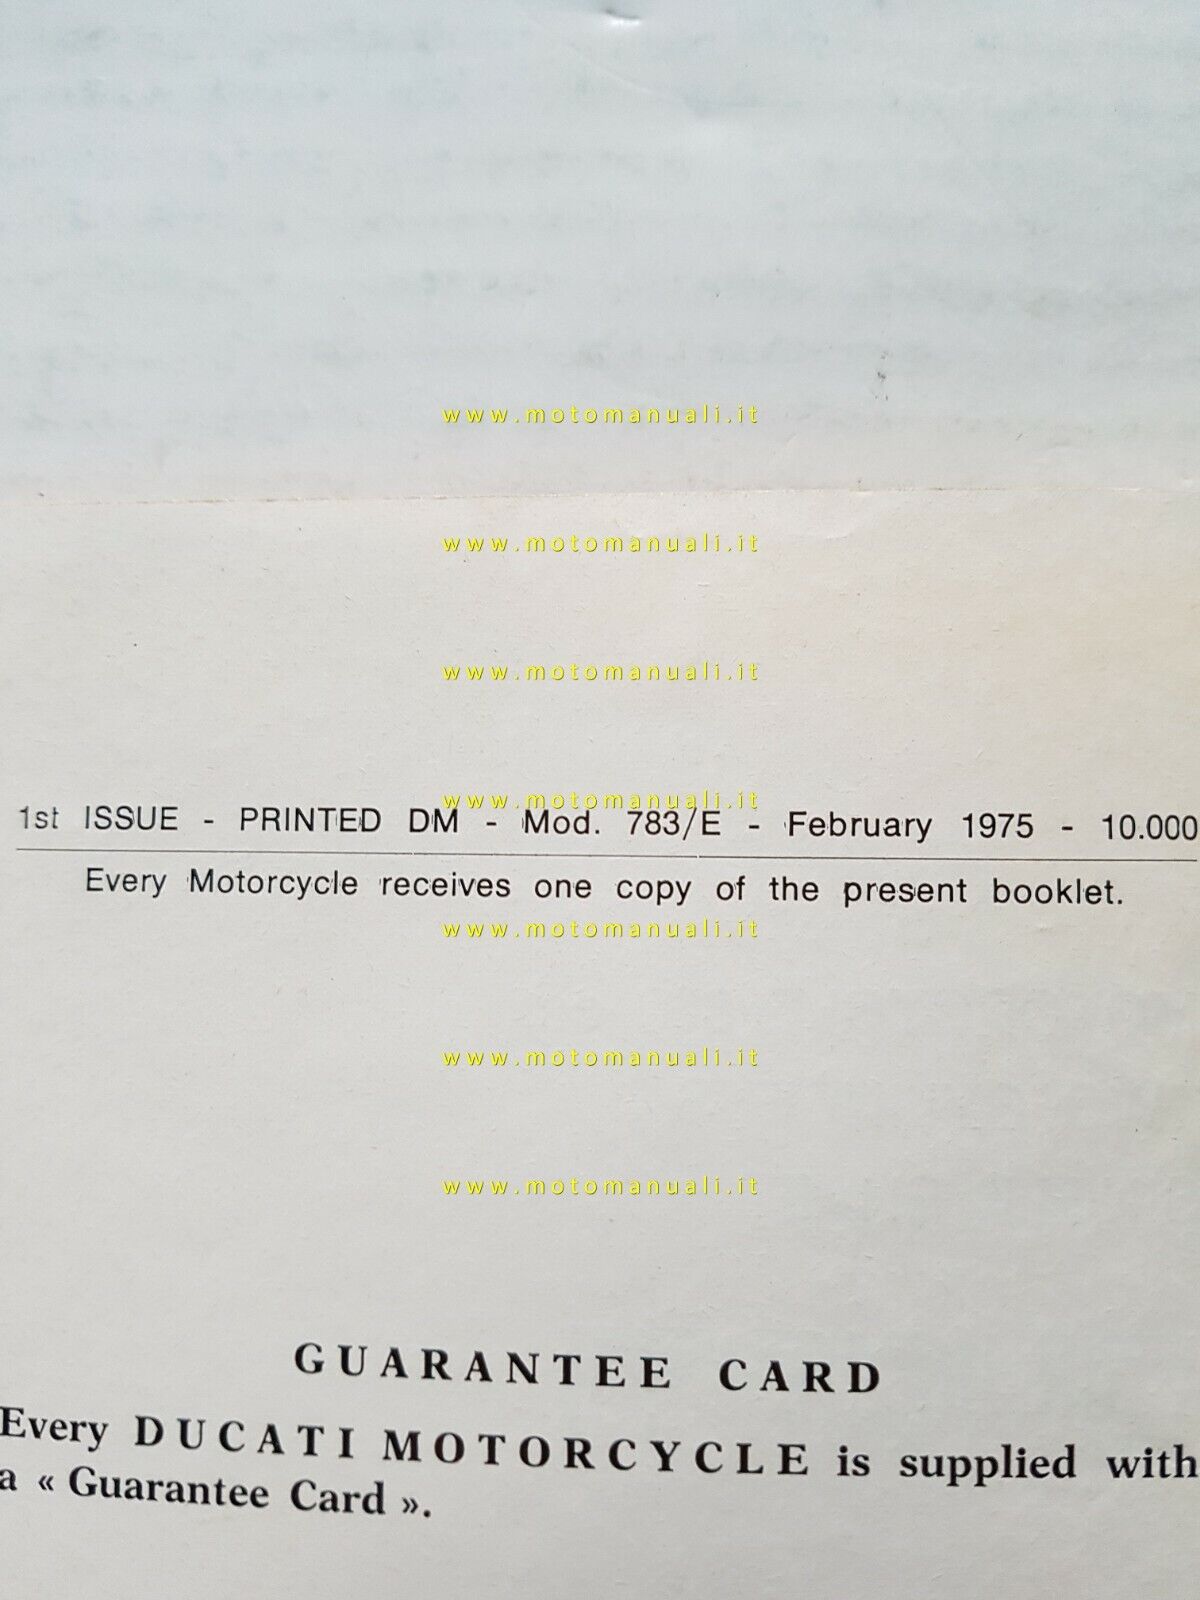 www.motomanuali.it
www.motomanuali.it
www.motomanuali.it
www.motomanuali.it
1st ISSUE - PRINTED DM - Mod. 783/E - February 1975 - 10.000
Every Motorcycle receives one copy of the present booklet.
www.motomanuali.it
www.motomanuali.it
www.motomanuali.it
GUARANTEE CARD
Every DUCATI MOTORCYCLE is supplied with
a « Guarantee Card ».